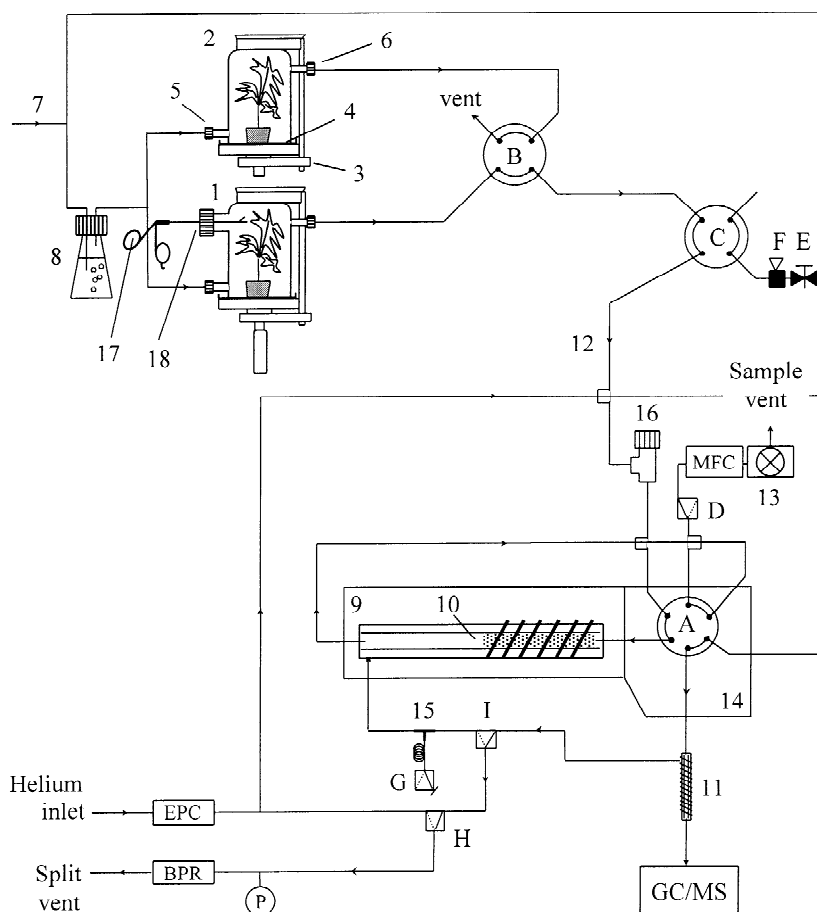 2
6
vent
5
7
4
B
3
1
C
F E
8
17
18
12
Sample
vent
16
MFC
13
D
9
10
A
14
15
I
G
11
Helium
inlet
EPC
H
Split
vent
BPR
P
GC/MS